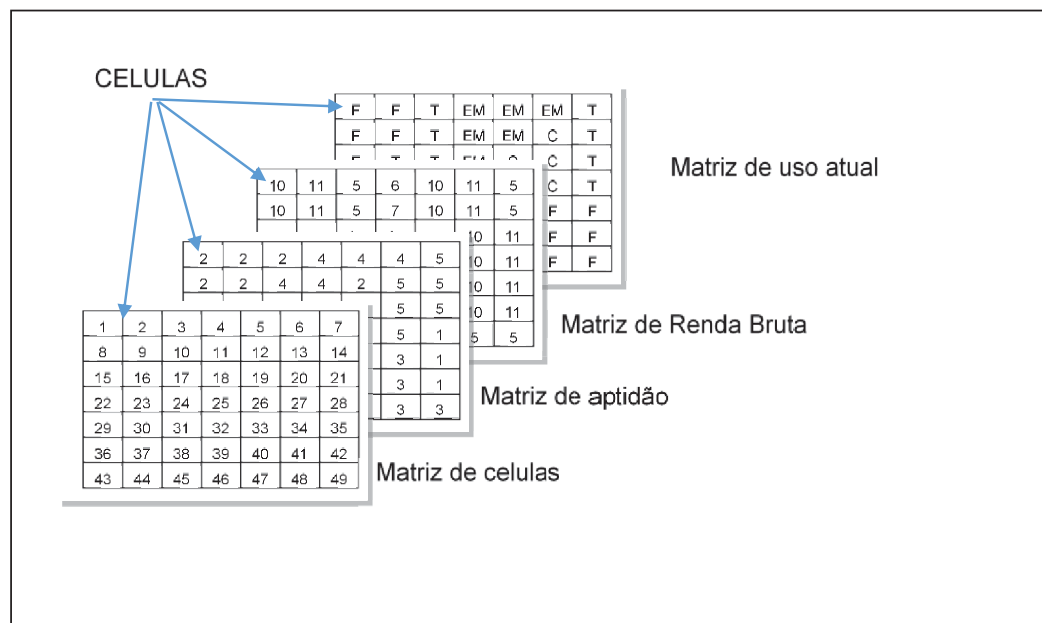 CELULAS
F F T EM EM EM T
F F T EM EM C T
F T T EM C T
C T
F F
F F
F F
Matriz de uso atual
10 11 5 6 10 11 5
10 11 5 7 10 11 5
10 11
10 11
10 11
10 11
5 5
Matriz de Renda Bruta
2 2 2 4 4 4 5
2 2 4 4 2 5 5
5 5
5 1
3 1
3 1
3 3
Matriz de aptidão
1 2 3 4 5 6 7
8 9 10 11 12 13 14
15 16 17 18 19 20 21
22 23 24 25 26 27 28
29 30 31 32 33 34 35
36 37 38 39 40 41 42
43 44 45 46 47 48 49
Matriz de celulas